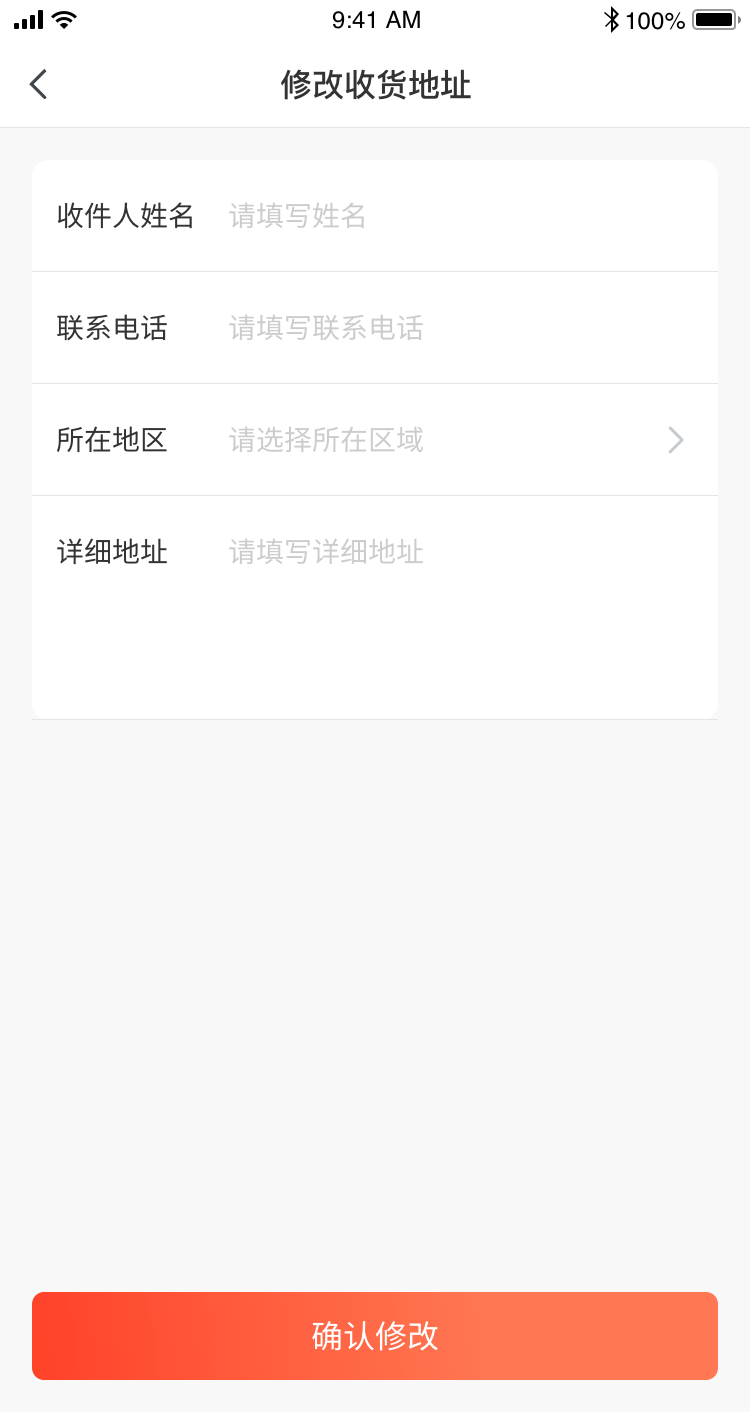 9:41 AM 100%
修改收货地址
收件人姓名 请填写姓名
联系电话 请填写联系电话
所在地区 请选择所在区域
详细地址 请填写详细地址
确认修改